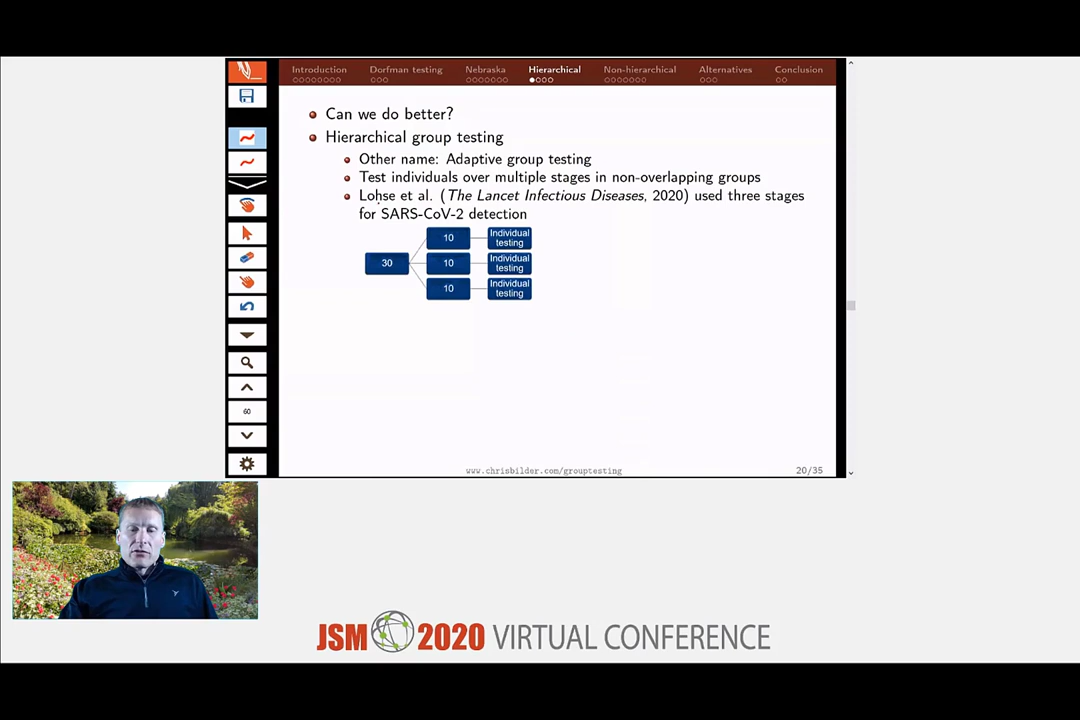 Introduction Dorfman testing Nebraska Hierarchical Non-hierarchical Alternatives Conclusion
Can we do better?
Hierarchical group testing
Other name: Adaptive group testing
Test individuals over multiple stages in non-overlapping groups
Lohse et al. (The Lancet Infectious Diseases, 2020) used three stages
for SARS-CoV-2 detection
30
10
Individual
testing
10
Individual
testing
10
Individual
testing
60
www.chrisbilder.com/grouptesting
20/35
JSM 2020 VIRTUAL CONFERENCE